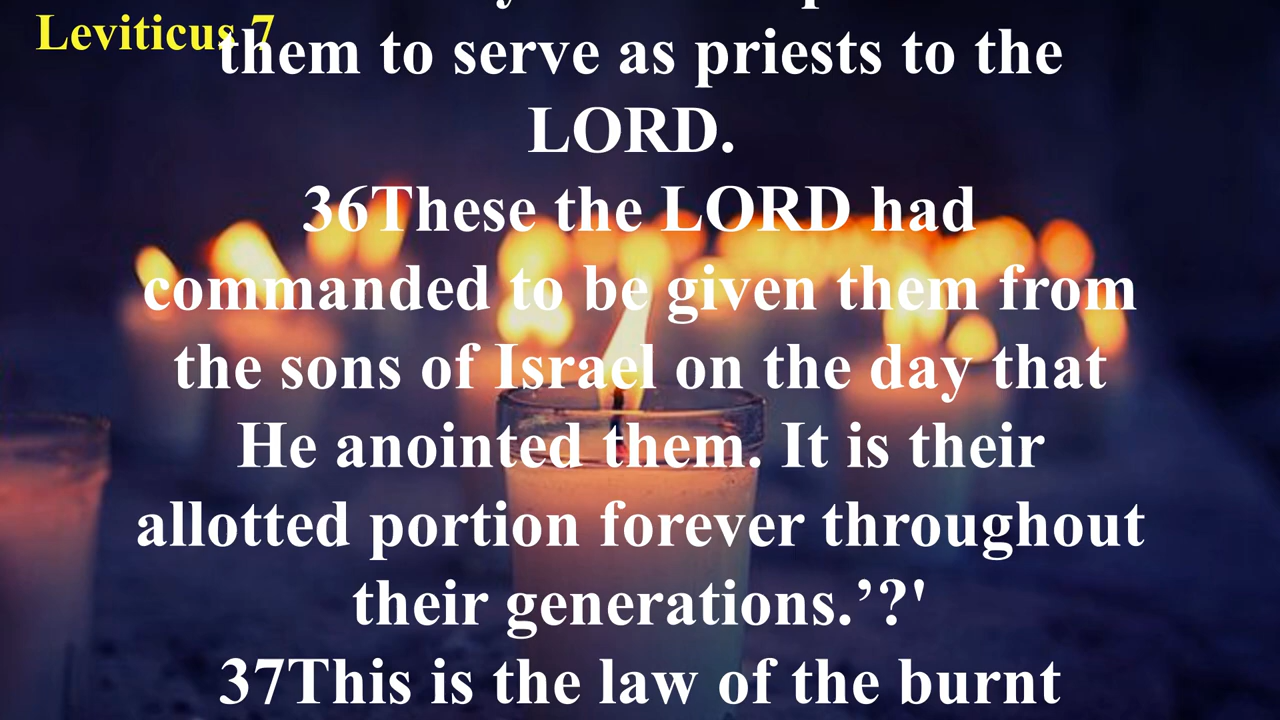 Leviticus 7
them to serve as priests to the
LORD.
36These the LORD had
commanded to be given them from
the sons of Israel on the day that
He anointed them. It is their
allotted portion forever throughout
their generations.’?'
37This is the law of the burnt